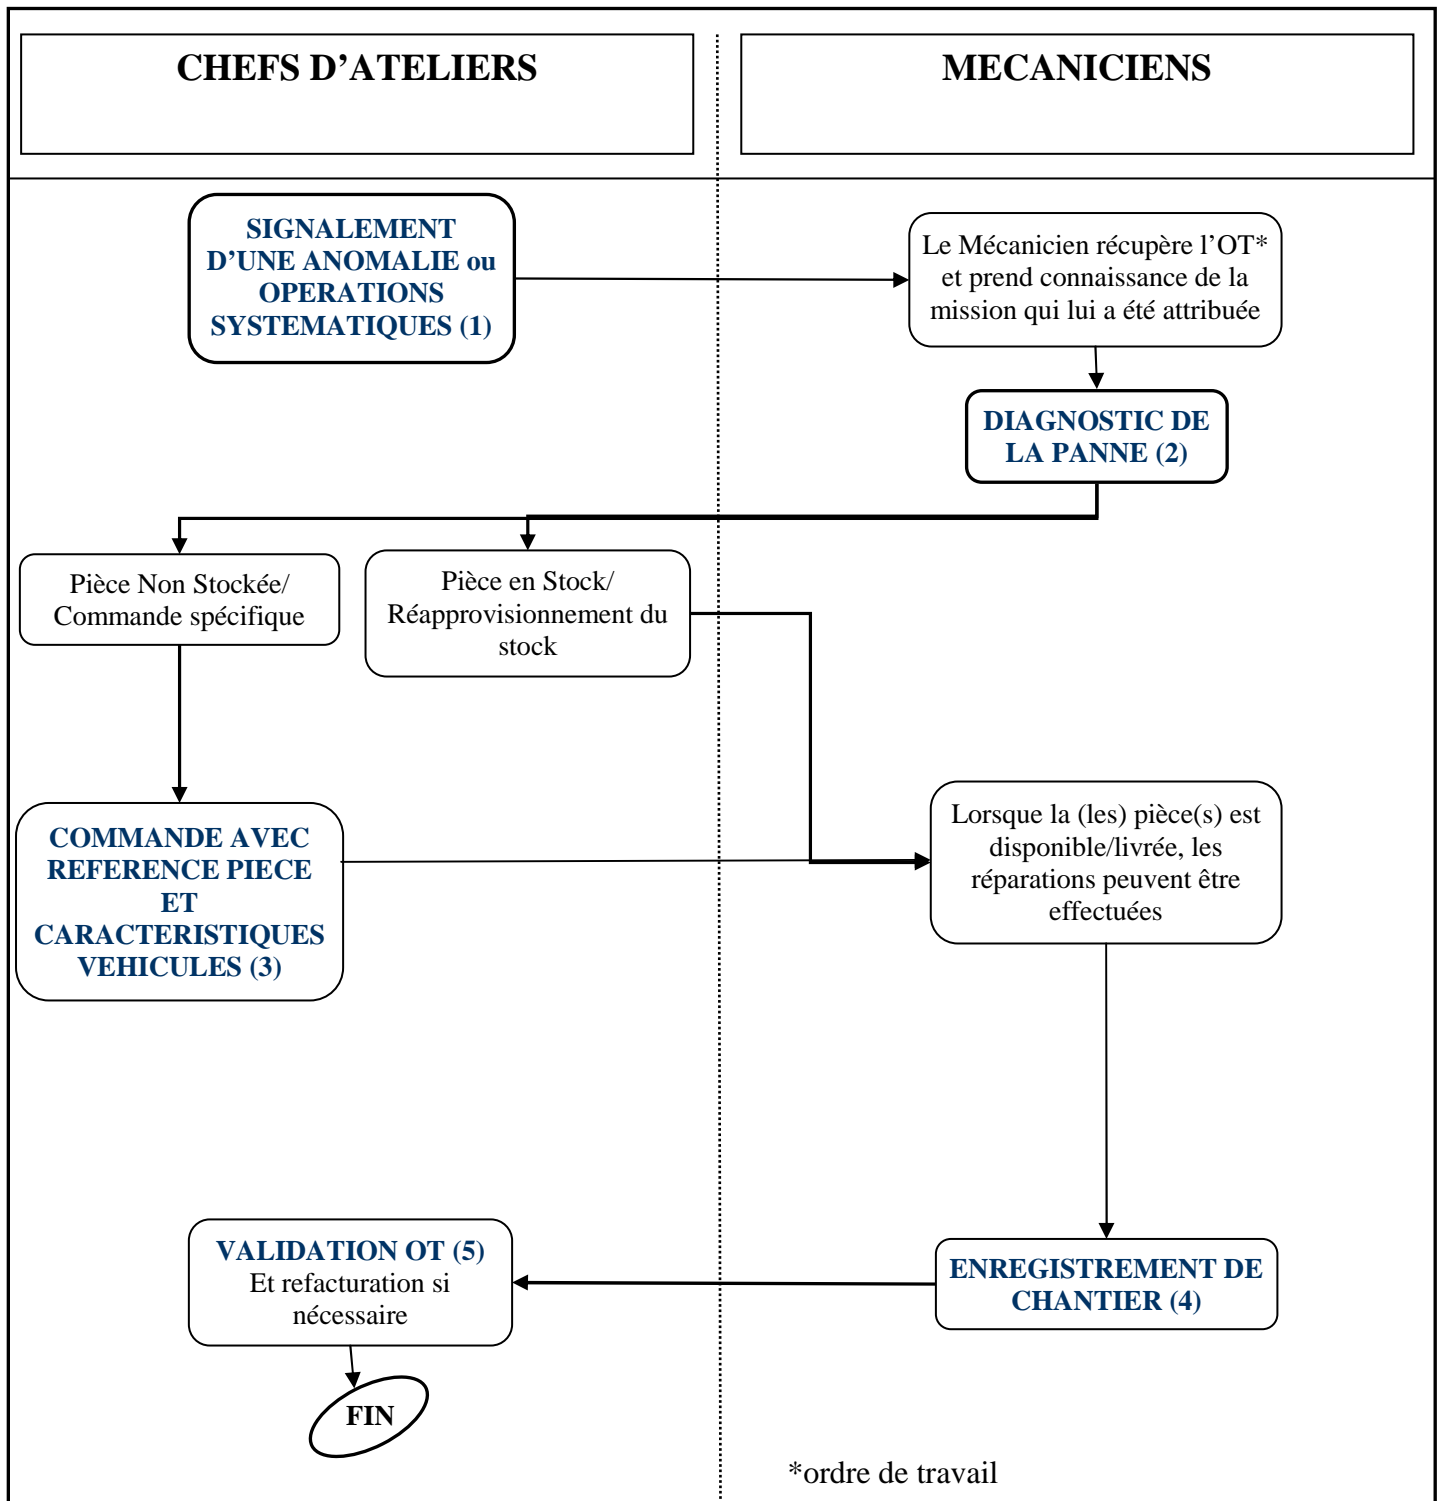 CHEFS D'ATELIERS
MECANICIENS
SIGNALEMENT
D'UNE ANOMALIE ou
OPERATIONS
SYSTEMATIQUES (1)
Le Mécanicien récupère l'OT*
et prend connaissance de la
mission qui lui a été attribuée
DIAGNOSTIC DE
LA PANNE (2)
Pièce Non Stockée/
Commande spécifique
Pièce en Stock/
Réapprovisionnement du
stock
COMMANDE AVEC
REFERENCE PIECE
ET
CARACTERISTIQUES
VEHICULES (3)
Lorsque la (les) pièce(s) est
disponible/livrée, les
réparations peuvent être
effectuées
ENREGISTREMENT DE
CHANTIER (4)
VALIDATION OT (5)
Et refacturation si
nécessaire
FIN
*ordre de travail